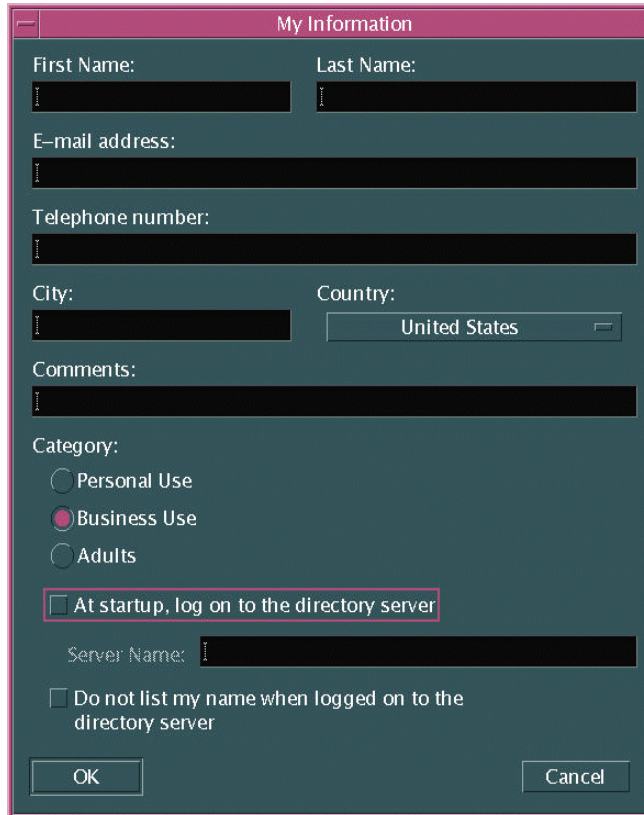 My Information
First Name: Last Name:
E-mail address:
Telephone number:
City: Country:
United States
Comments:
Category:
Personal Use
Business Use
Adults
At startup, log on to the directory server
Server Name:
Do not list my name when logged on to the
directory server
OK Cancel